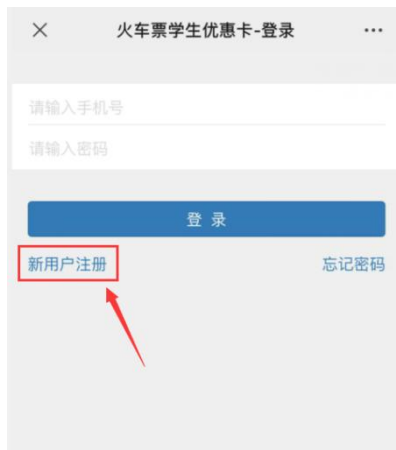 火车票学生优惠卡-登录
请输入手机号
请输入密码
登 录
新用户注册 忘记密码